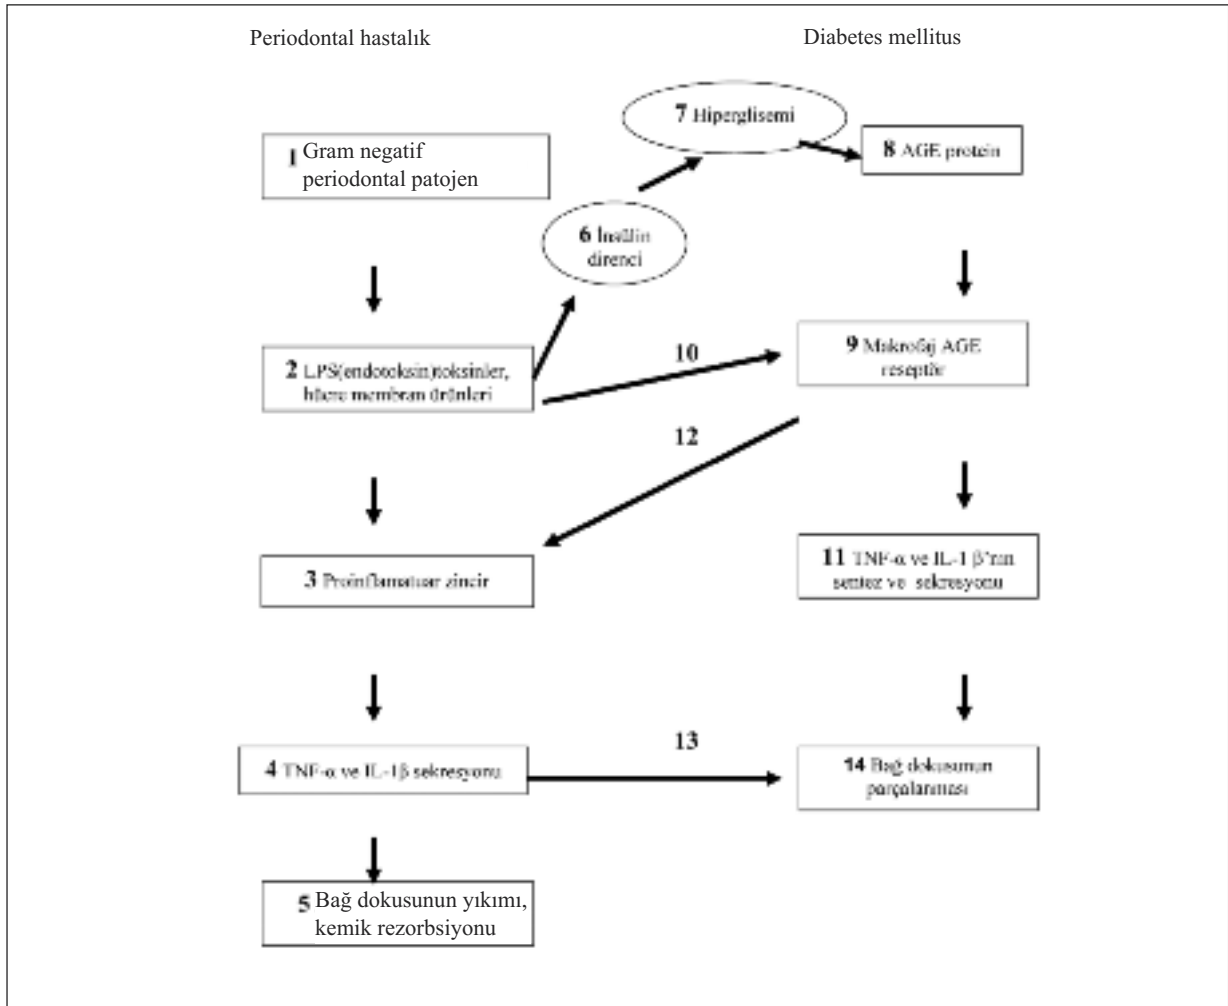 Periodontal hastalık
Diabetes mellitus
7 Hiperglisemi
1 Gram negatif
periodontal patojen
8 AGE protein
6 İnsülin
direnci
2 LPS(endotoksin)toksinler,
hücre membran ürünleri
10
9 Makrofaj AGE
reseptör
12
3 Proinflamatuar zincir
11 TNF-α ve IL-1 β'nın
sentez ve sekresyonu
4 TNF-α ve IL-1β sekresyonu
13
14 Bağ dokusunun
parçalanması
5 Bağ dokusunun yıkımı,
kemik rezorbsiyonu